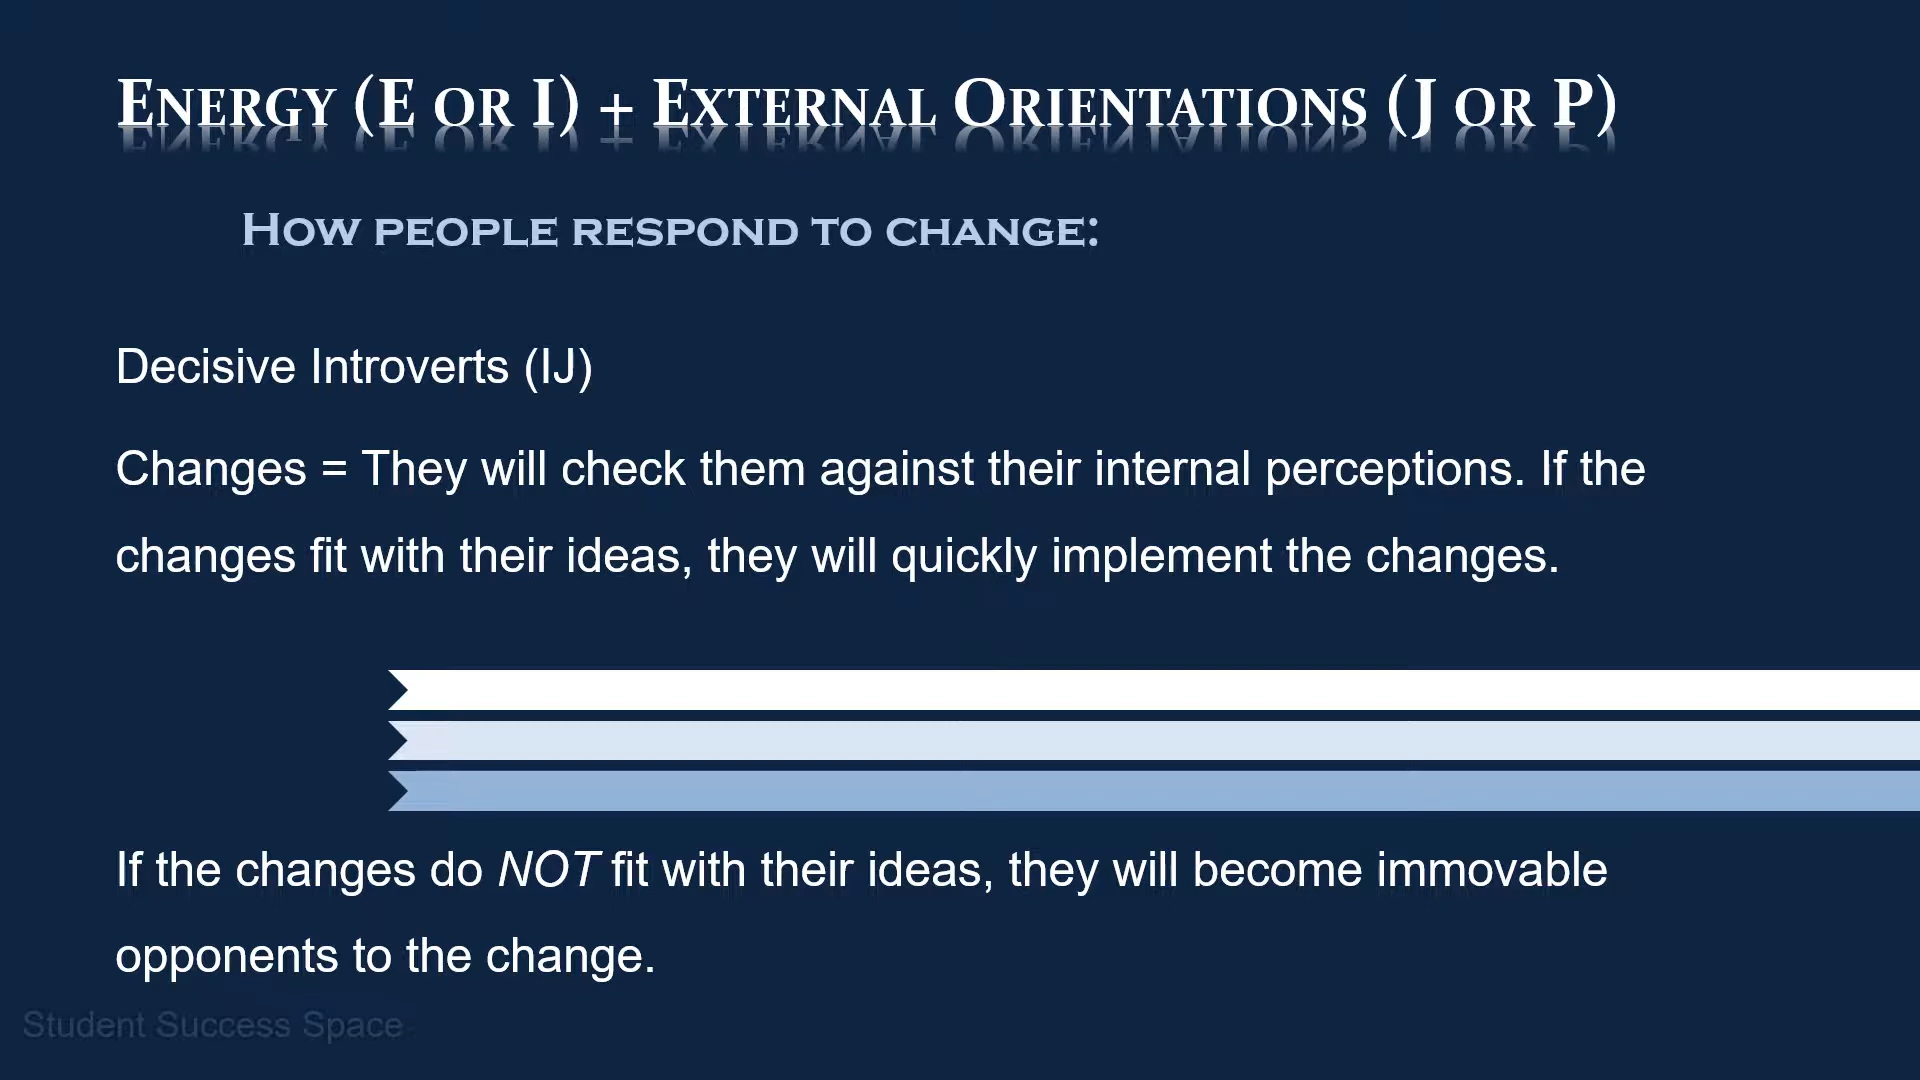 ENERGY (E OR I) + EXTERNAL ORIENTATIONS (J OR P)
HOW PEOPLE RESPOND TO CHANGE:
Decisive Introverts (IJ)
Changes = They will check them against their internal perceptions. If the
changes fit with their ideas, they will quickly implement the changes.
If the changes do NOT fit with their ideas, they will become immovable
opponents to the change.
Student Success Space